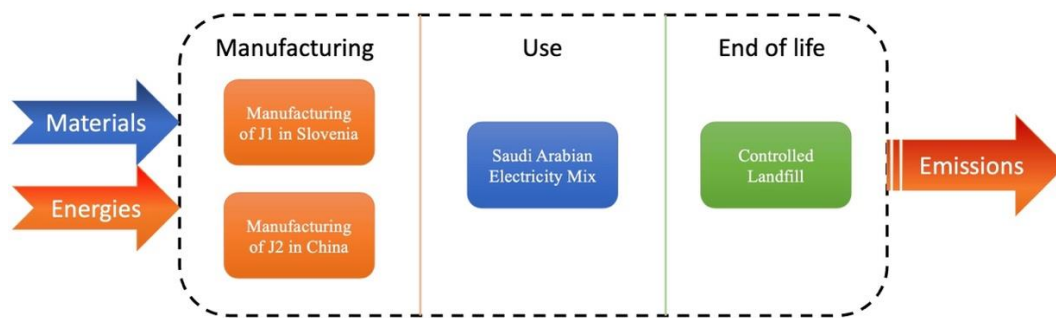 Manufacturing
Use
End of life
Materials
Energies
Manufacturing
of J1 in Slovenia
Manufacturing
of J2 in China
Saudi Arabian
Electricity Mix
Controlled
Landfill
Emissions